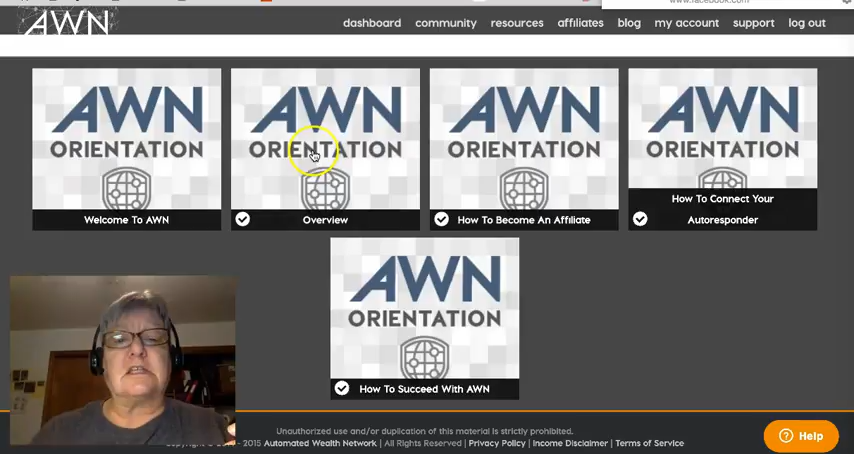 www.facebook.com
AWN
dashboard community resources affiliates blog my account support log out
AWN
ORIENTATION
Welcome To AWN
AWN
ORIENTATION
Overview
AWN
ORIENTATION
How To Become An Affiliate
AWN
ORIENTATION
How To Connect Your
Autoresponder
AWN
ORIENTATION
How To Succeed With AWN
Unauthorized use and/or duplication of this material is strictly prohibited.
2015 Automated Wealth Network | All Rights Reserved | Privacy Policy | Income Disclaimer | Terms of Service
Help